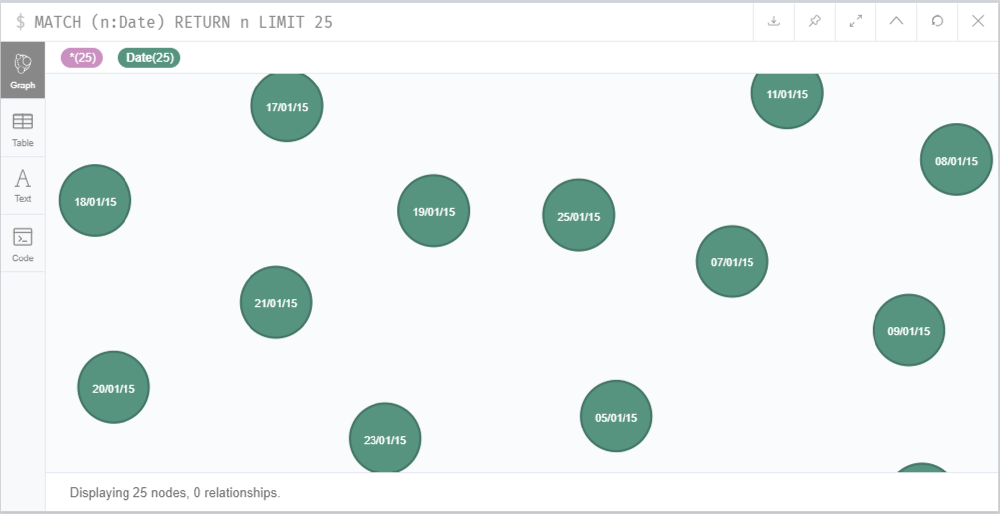 $ MATCH (n:Date) RETURN n LIMIT 25
*(25) Date(25)
Graph
Table
Text
Code
17/01/15
11/01/15
08/01/15
18/01/15
19/01/15
25/01/15
07/01/15
21/01/15
09/01/15
20/01/15
05/01/15
23/01/15
Displaying 25 nodes, 0 relationships.